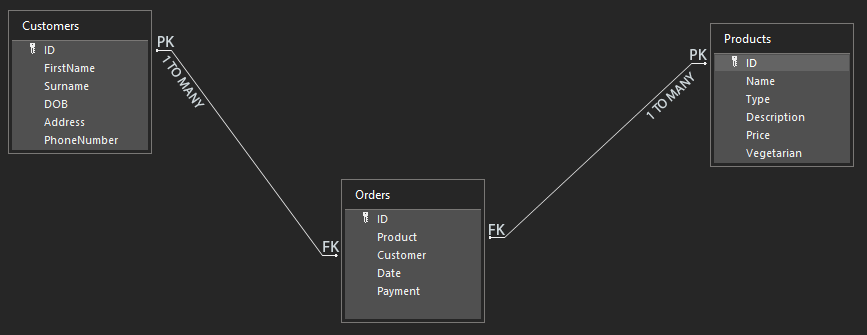 Customers
ID
FirstName
Surname
DOB
Address
PhoneNumber
PK
1 TO MANY
Products
ID
Name
Type
Description
Price
Vegetarian
PK
1 TO MANY
Orders
ID
Product
Customer
Date
Payment
FK
FK